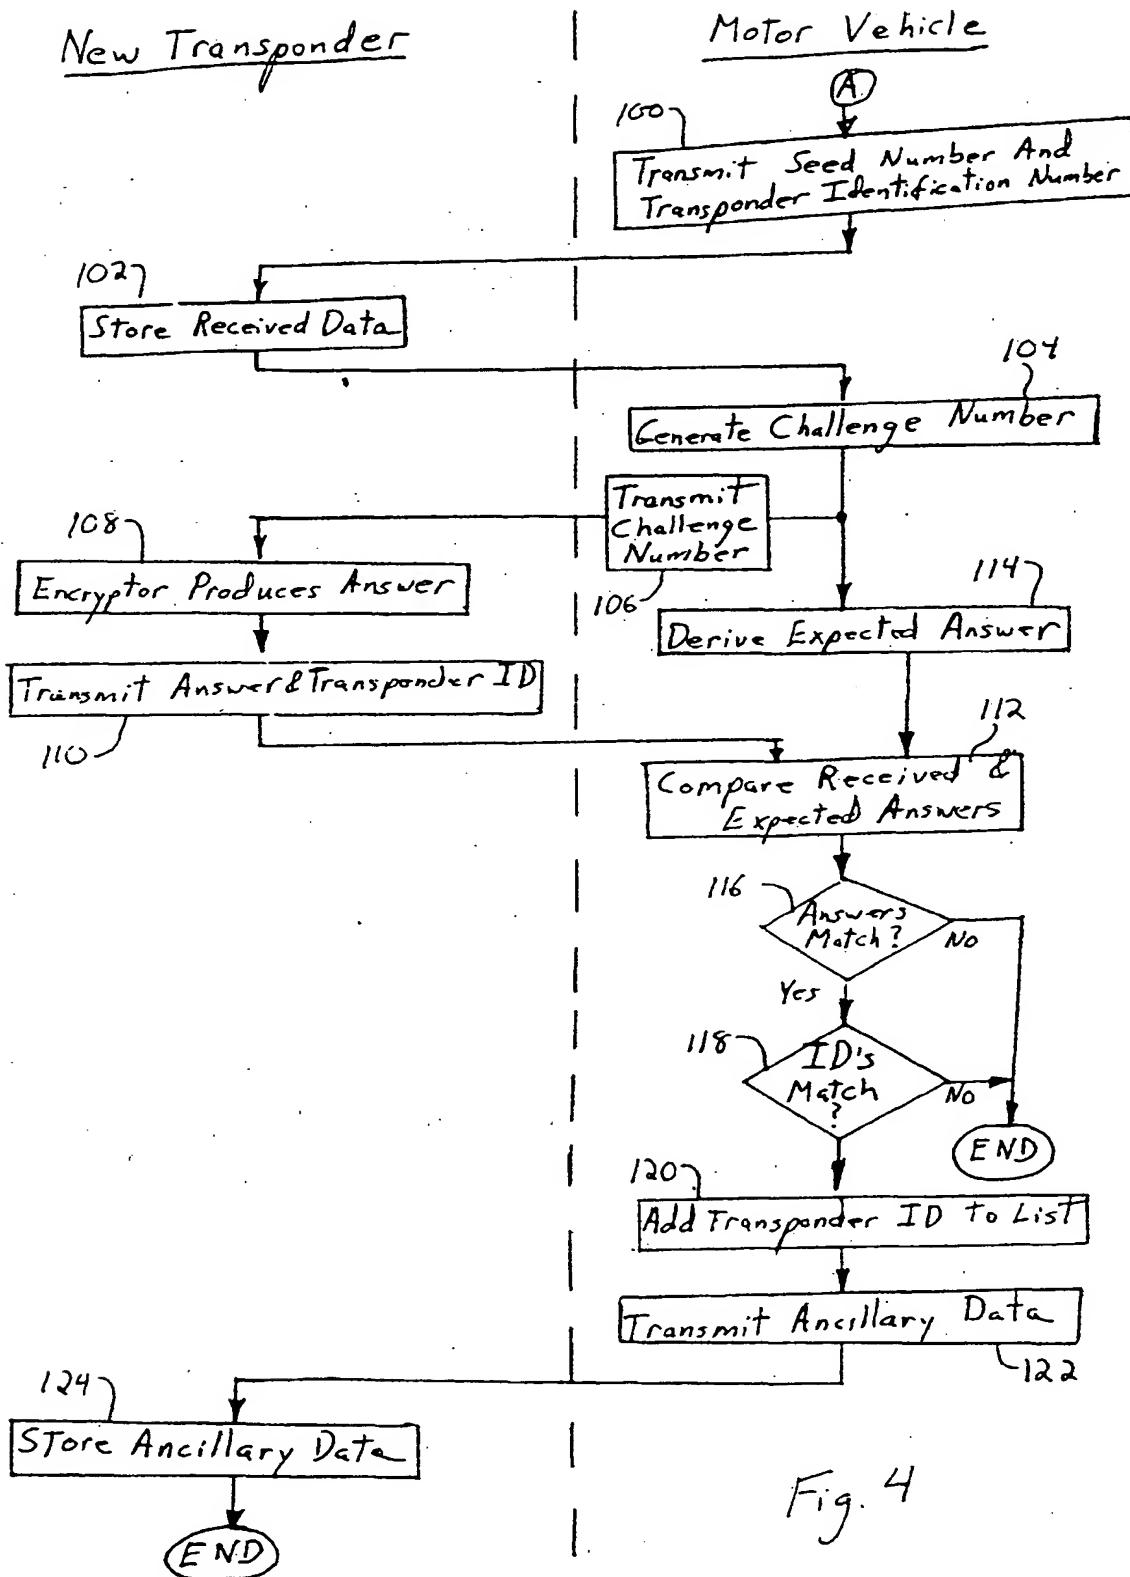 New Transponder
Motor Vehicle
A
100
Transmit Seed Number And
Transponder Identification Number
102
Store Received Data
104
Generate Challenge Number
Transmit
Challenge
Number
106
108
Encryptor Produces Answer
114
Derive Expected Answer
Transmit Answer & Transponder ID
110
112
Compare Received &
Expected Answers
116
Answers
Match?
No
Yes
118
ID's
Match
?
No
END
120
Add Transponder ID to List
Transmit Ancillary Data
122
124
Store Ancillary Data
END
Fig. 4